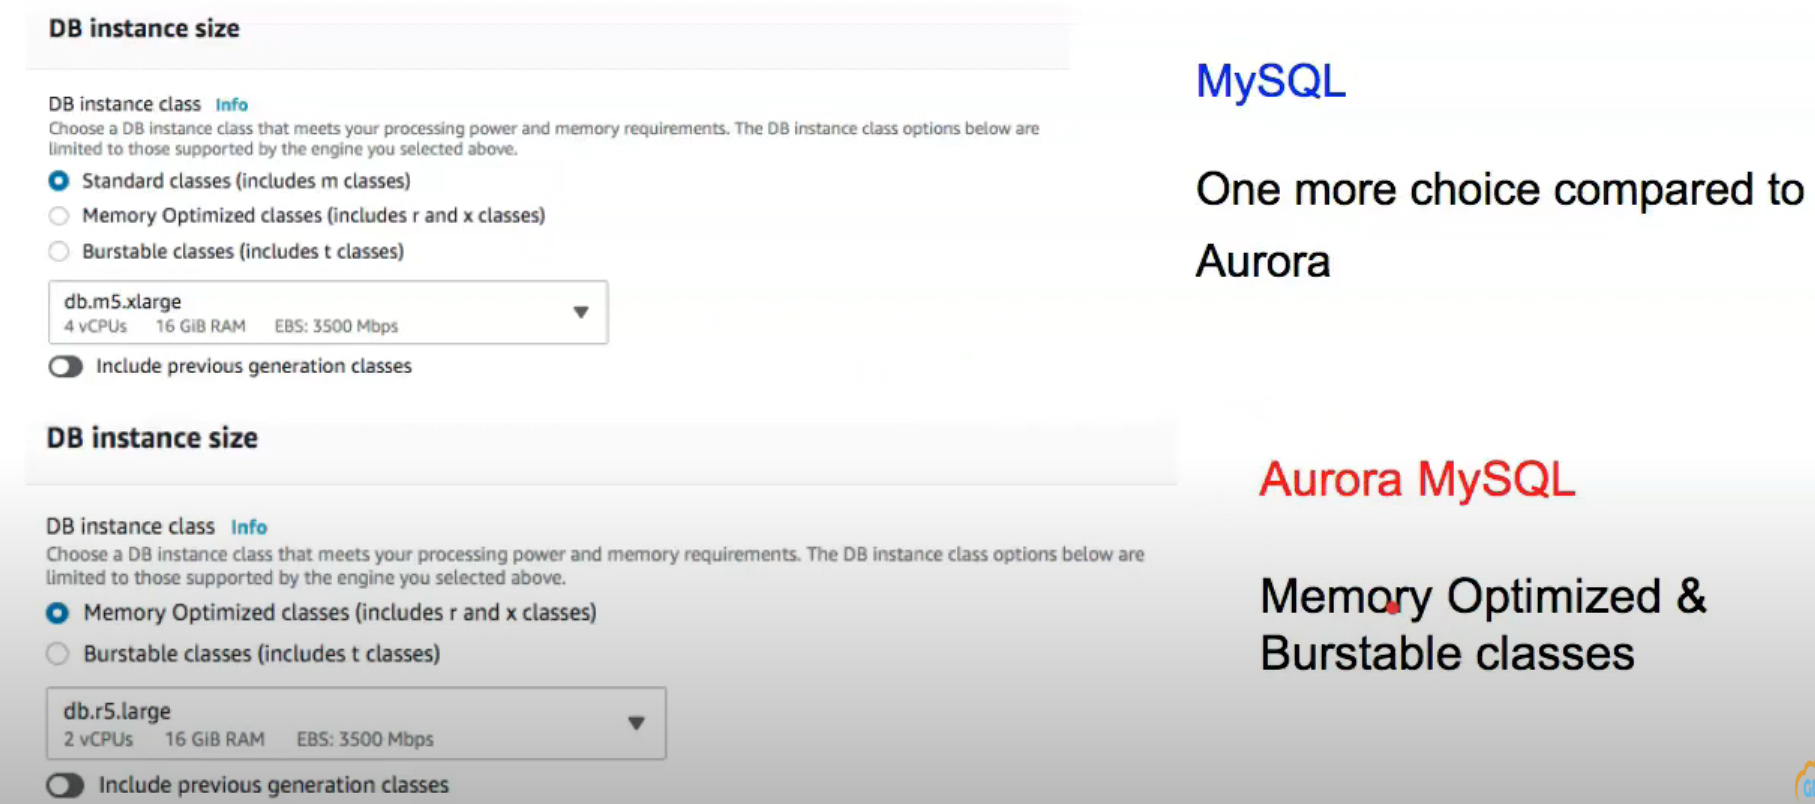 DB instance size
DB instance class Info
Choose a DB instance class that meets your processing power and memory requirements. The DB instance class options below are
limited to those supported by the engine you selected above.
Standard classes (includes m classes)
Memory Optimized classes (includes r and x classes)
Burstable classes (includes t classes)
db.m5.xlarge
4 vCPUs 16 GiB RAM EBS: 3500 Mbps
Include previous generation classes
MySQL
One more choice compared to
Aurora
DB instance size
DB instance class Info
Choose a DB instance class that meets your processing power and memory requirements. The DB instance class options below are
limited to those supported by the engine you selected above.
Memory Optimized classes (includes r and x classes)
Burstable classes (includes t classes)
db.r5.large
2 vCPUs 16 GiB RAM EBS: 3500 Mbps
Include previous generation classes
Aurora MySQL
Memory Optimized &
Burstable classes